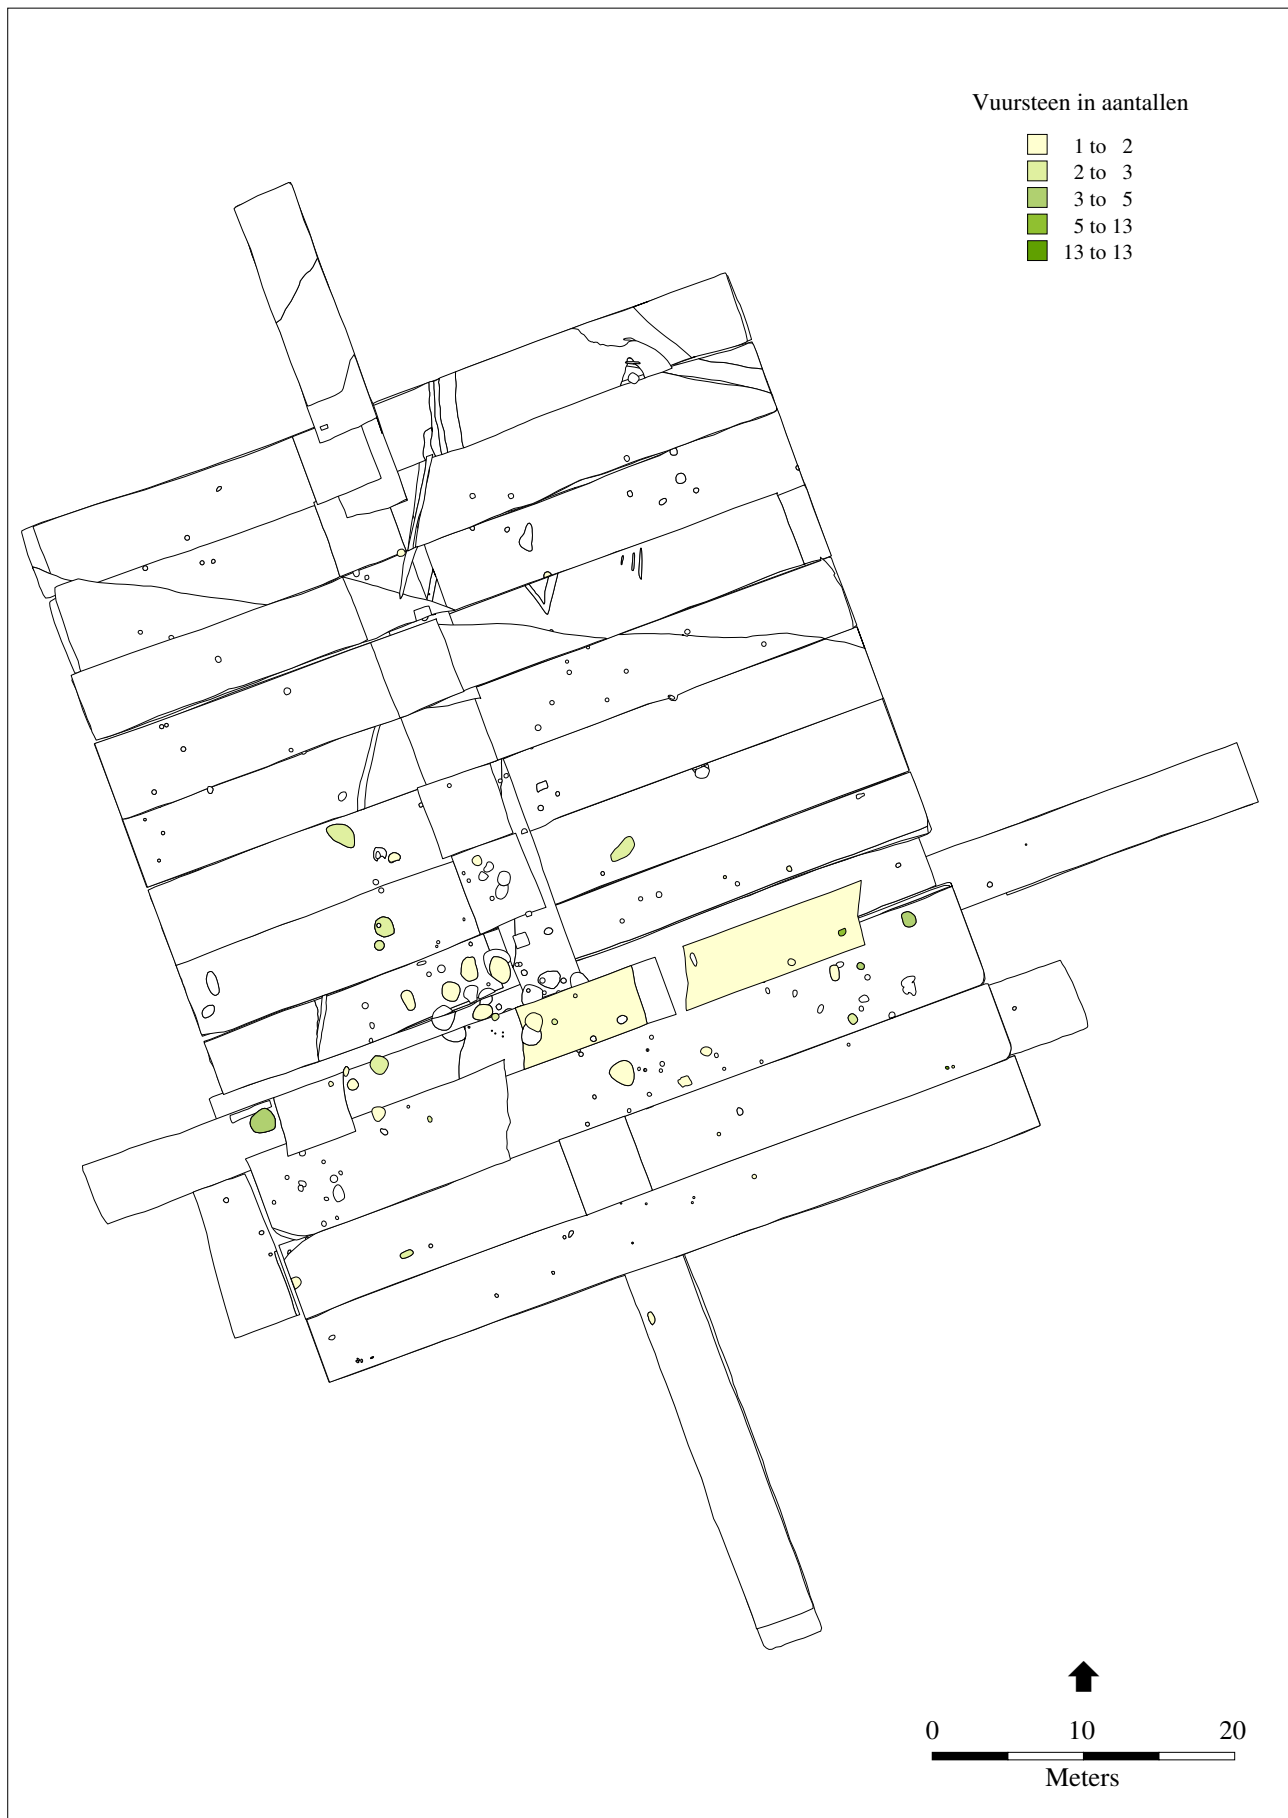 Vuursteen in aantallen
1 to 2
2 to 3
3 to 5
5 to 13
13 to 13
0 10 20
Meters